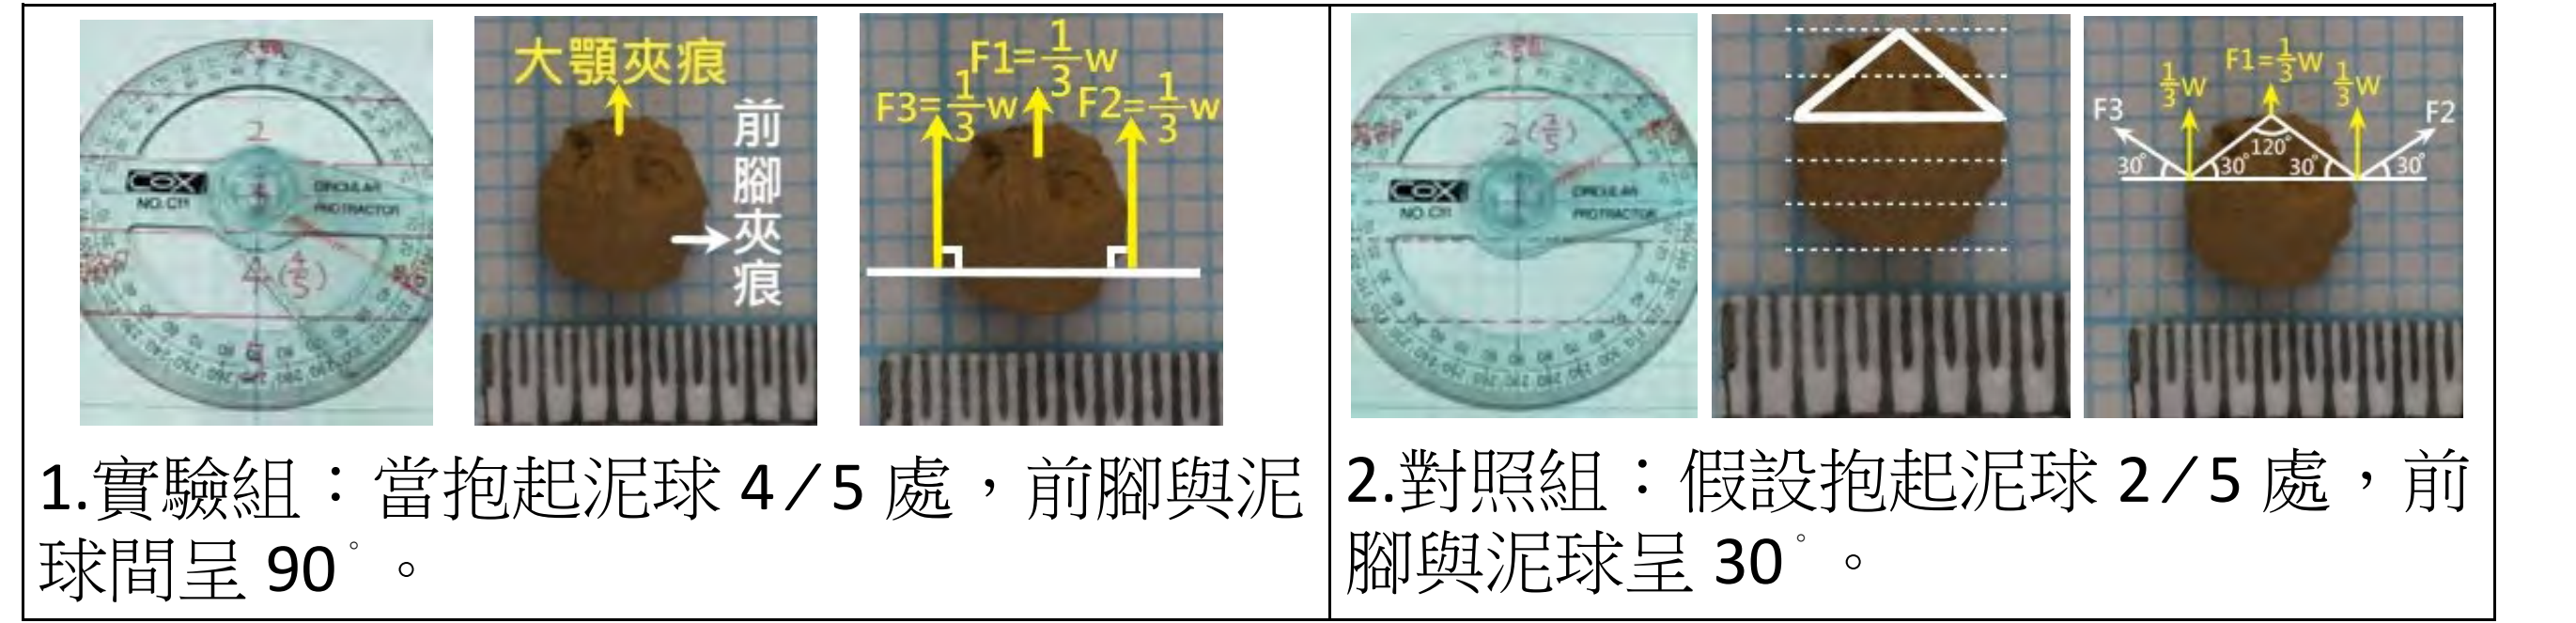 2
COX
NO. C11
CIRCULAR
PROTRACTOR
4(4/5)
5
大顎夾痕
前腳夾痕
F1=1/3w
F3=1/3w
F2=1/3w
2(2/5)
COX
NO. C11
CIRCULAR
PROTRACTOR
F1=1/3w
1/3w
1/3w
F3
F2
120°
30°
30°
30°
30°
1.實驗組：當抱起泥球 4／5 處，前腳與泥
球間呈 90°。
2.對照組：假設抱起泥球 2／5 處，前
腳與泥球呈 30°。